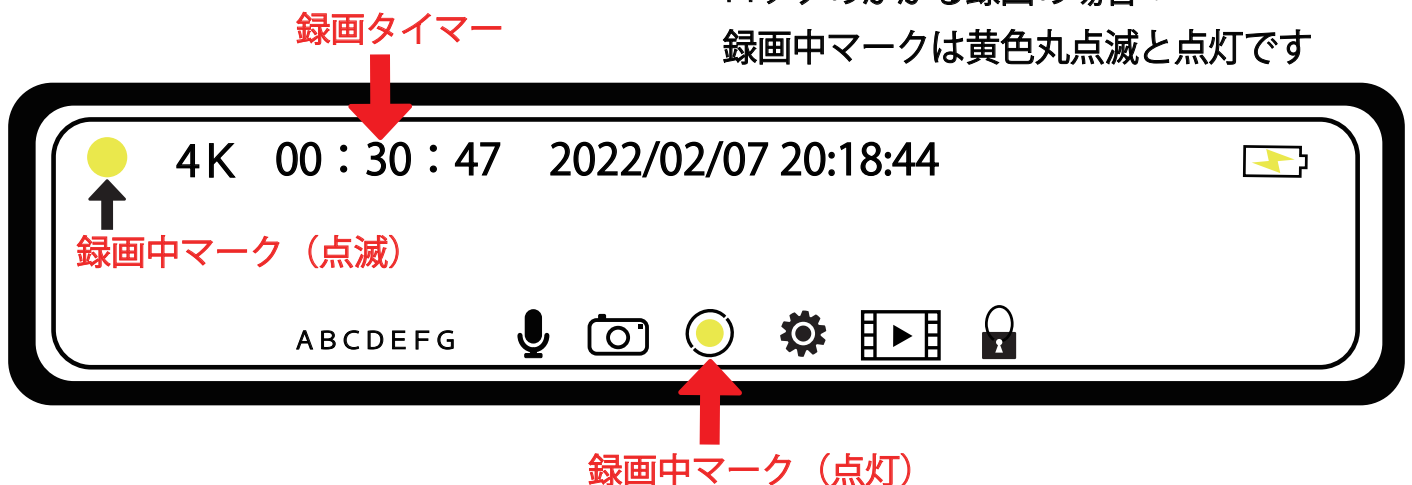 録画タイマー
録画中マークは黄色丸点滅と点灯です
4K 00：30：47 2022/02/07 20:18:44
録画中マーク（点滅）
ABCDEFG
録画中マーク（点灯）